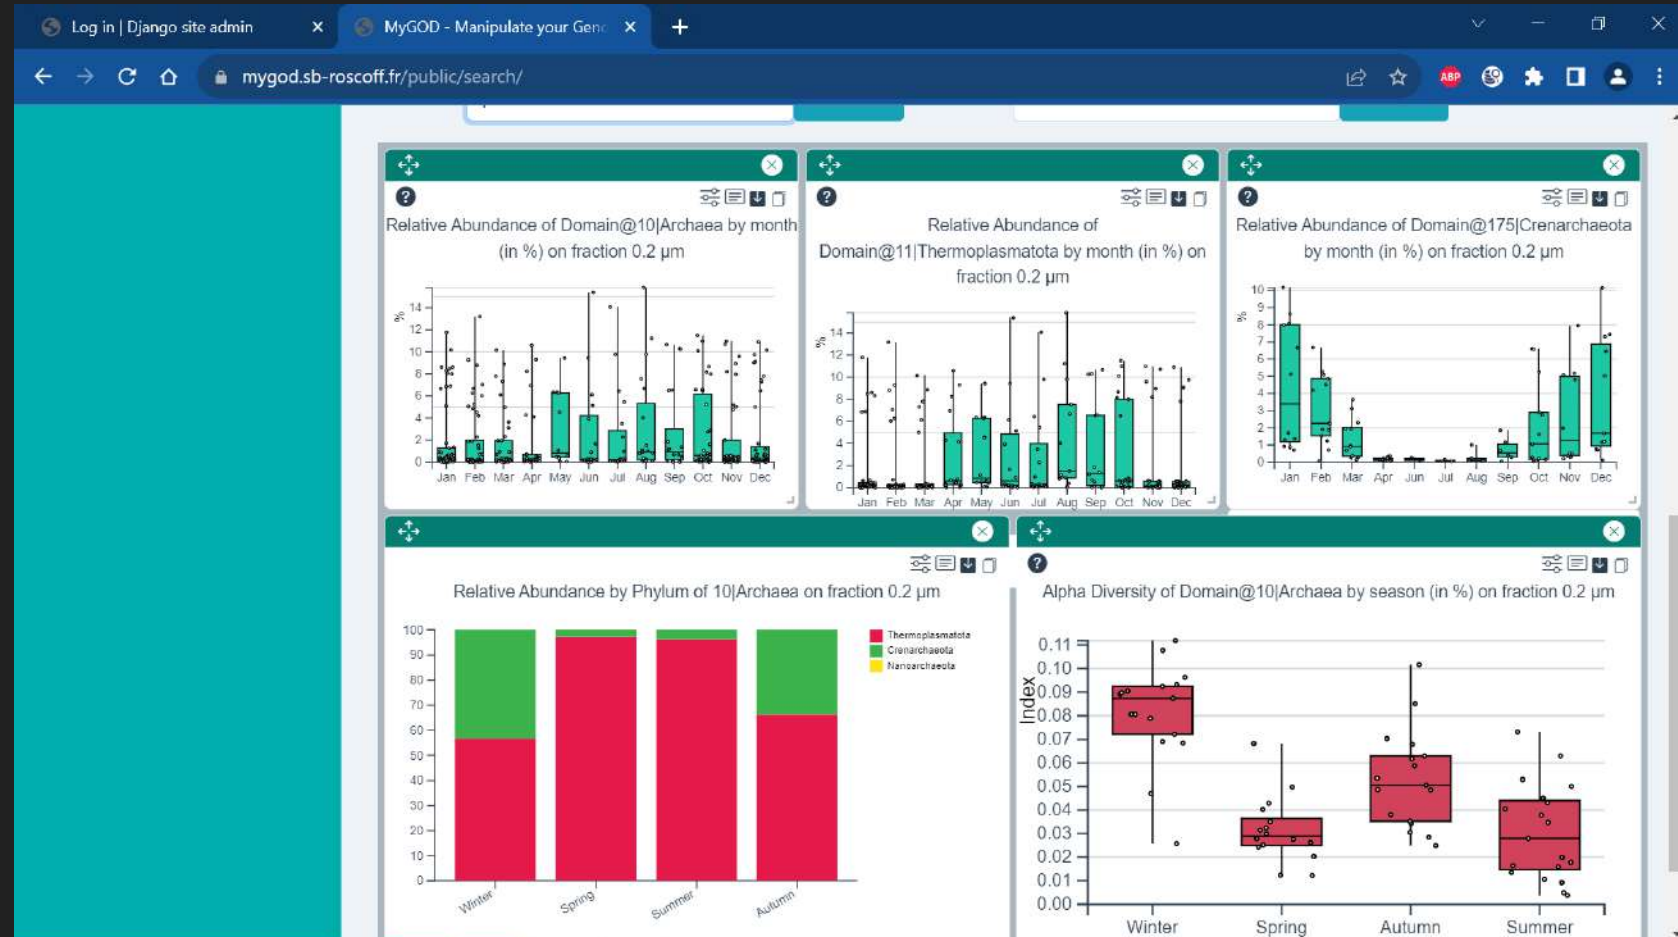 Log in | Django site admin
MyGOD - Manipulate your Geno
mygod.sb-roscoff.fr/public/search/
ABP
Relative Abundance of Domain@10|Archaea by month
(in %) on fraction 0.2 µm
%
14
12
10
8
6
4
2
0
Jan Feb Mar Apr May Jun Jul Aug Sep Oct Nov Dec
Relative Abundance of
Domain@11|Thermoplasmatota by month (in %) on
fraction 0.2 µm
%
14
12
10
8
6
4
2
0
Jan Feb Mar Apr May Jun Jul Aug Sep Oct Nov Dec
Relative Abundance of Domain@175|Crenarchaeota
by month (in %) on fraction 0.2 µm
%
10
9
8
7
6
5
4
3
2
1
0
Jan Feb Mar Apr Jun Jul Aug Sep Oct Nov Dec
Relative Abundance by Phylum of 10|Archaea on fraction 0.2 µm
100
90
80
70
60
50
40
30
20
10
0
Winter Spring Summer Autumn
Thermoplasmatota
Crenarchaeota
Nanoarchaeota
Alpha Diversity of Domain@10|Archaea by season (in %) on fraction 0.2 µm
Index
0.11
0.10
0.09
0.08
0.07
0.06
0.05
0.04
0.03
0.02
0.01
0.00
Winter Spring Autumn Summer